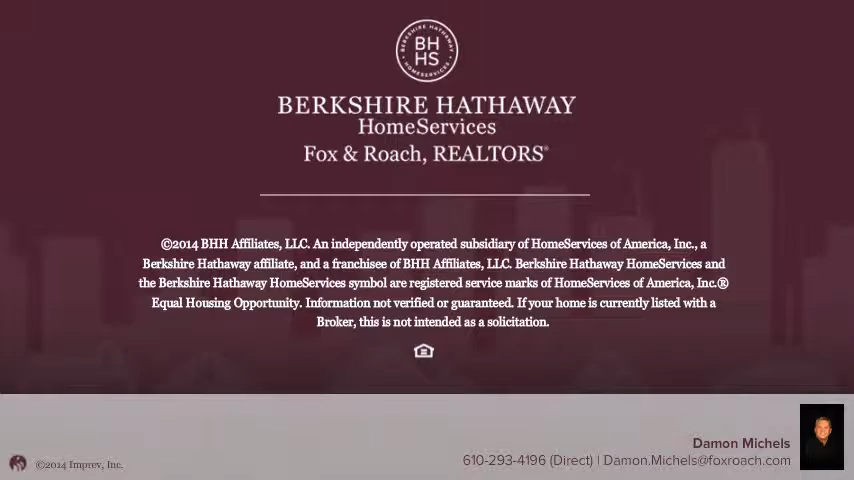 BERKSHIRE HATHAWAY
HOMESERVICES
BH
HS
BERKSHIRE HATHAWAY
HomeServices
Fox & Roach, REALTORS®
©2014 BHH Affiliates, LLC. An independently operated subsidiary of HomeServices of America, Inc., a
Berkshire Hathaway affiliate, and a franchisee of BHH Affiliates, LLC. Berkshire Hathaway HomeServices and
the Berkshire Hathaway HomeServices symbol are registered service marks of HomeServices of America, Inc.®
Equal Housing Opportunity. Information not verified or guaranteed. If your home is currently listed with a
Broker, this is not intended as a solicitation.
Damon Michels
610-293-4196 (Direct) | Damon.Michels@foxroach.com
©2014 Imprev, Inc.